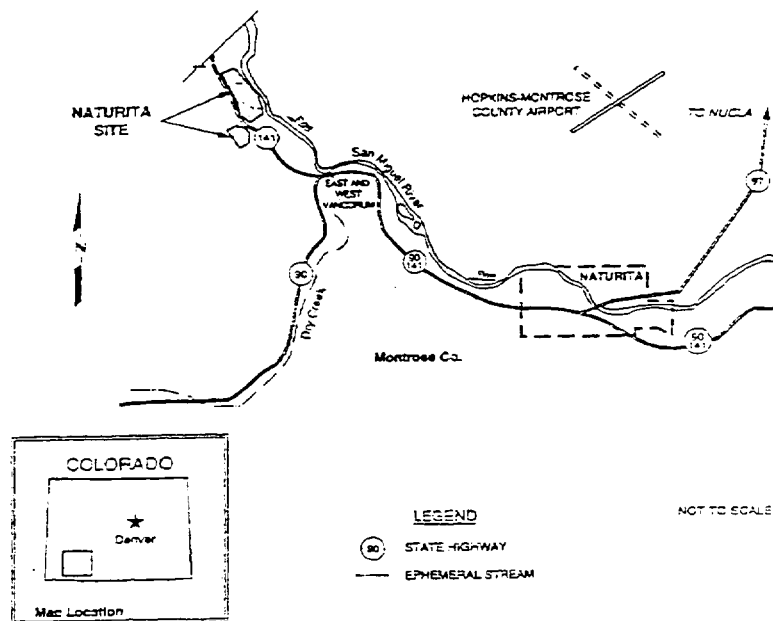 NATURITA
SITE
141
HOPKINS-MONTROSE
COUNTY AIRPORT
TO NUCLA
97
San Miguel River
EAST AND
WEST
VANCORUM
90
141
90
Dry Creek
NATURITA
90
141
Montrose Co.
COLORADO
Denver
Map Location
LEGEND
90 STATE HIGHWAY
EPHEMERAL STREAM
NOT TO SCALE